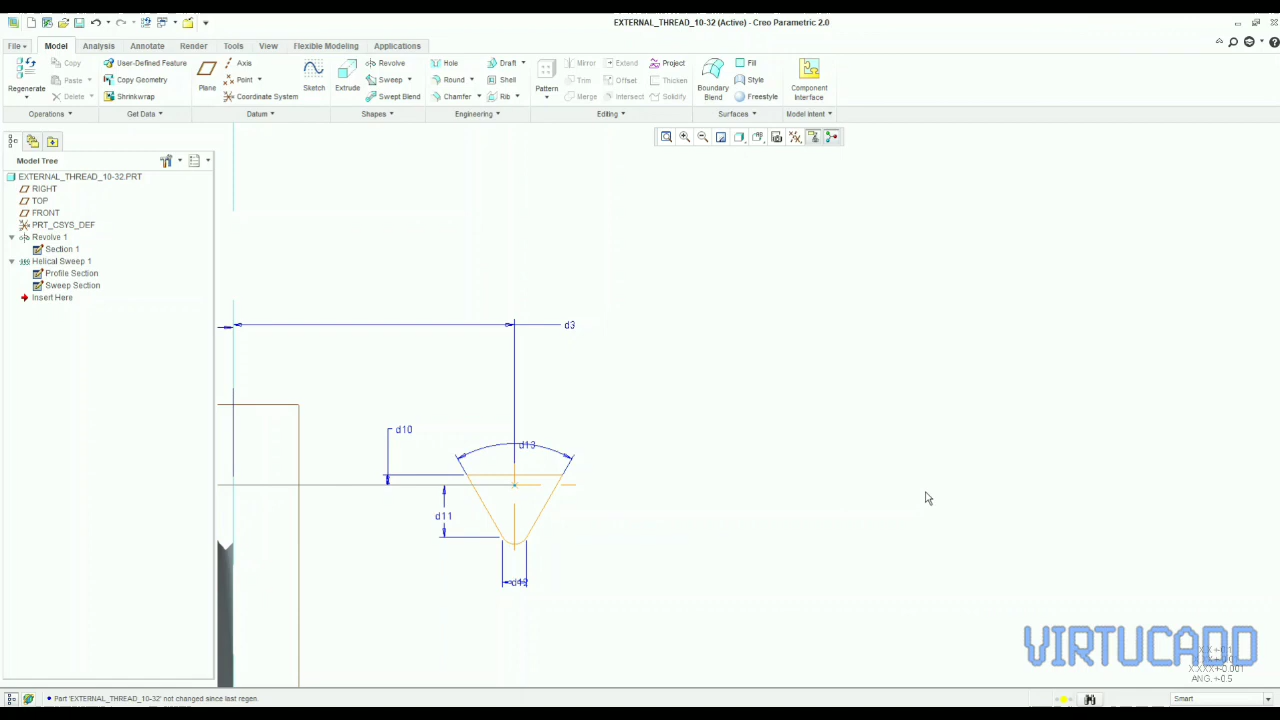 EXTERNAL_THREAD_10-32 (Active) - Creo Parametric 2.0
File Model Analysis Annotate Render Tools View Flexible Modeling Applications
Regenerate Copy Paste Delete User-Defined Feature Copy Geometry Shrinkwrap Plane Axis Point Coordinate System Sketch Extrude Revolve Sweep Swept Blend Hole Round Chamfer Draft Shell Rib Pattern Mirror Trim Merge Extend Offset Intersect Project Thicken Solidify Boundary Blend Fill Style Freestyle Component Interface
Operations Get Data Datum Shapes Engineering Editing Surfaces Model Intent
Model Tree
EXTERNAL_THREAD_10-32.PRT
RIGHT
TOP
FRONT
PRT_CSYS_DEF
Revolve 1
Section 1
Helical Sweep 1
Profile Section
Sweep Section
Insert Here
d3
d10
d13
d11
d12
VIRTUCADD
ANG. +-0.5
Part 'EXTERNAL_THREAD_10-32' not changed since last regen.
Smart